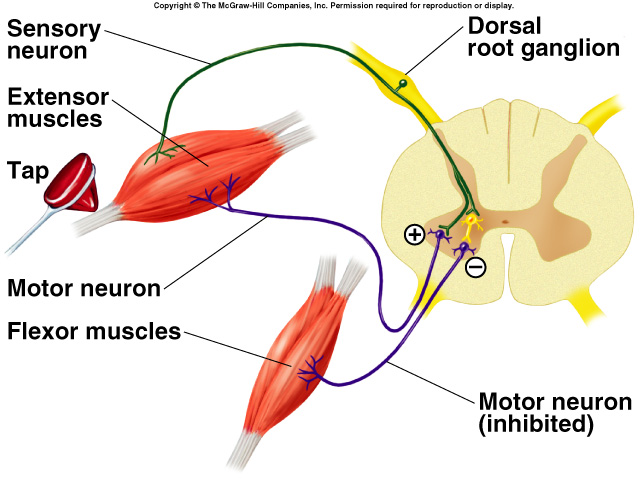 Copyright © The McGraw-Hill Companies, Inc. Permission required for reproduction or display.
Sensory
neuron
Dorsal
root ganglion
Extensor
muscles
Tap
+
−
Motor neuron
Flexor muscles
Motor neuron
(inhibited)